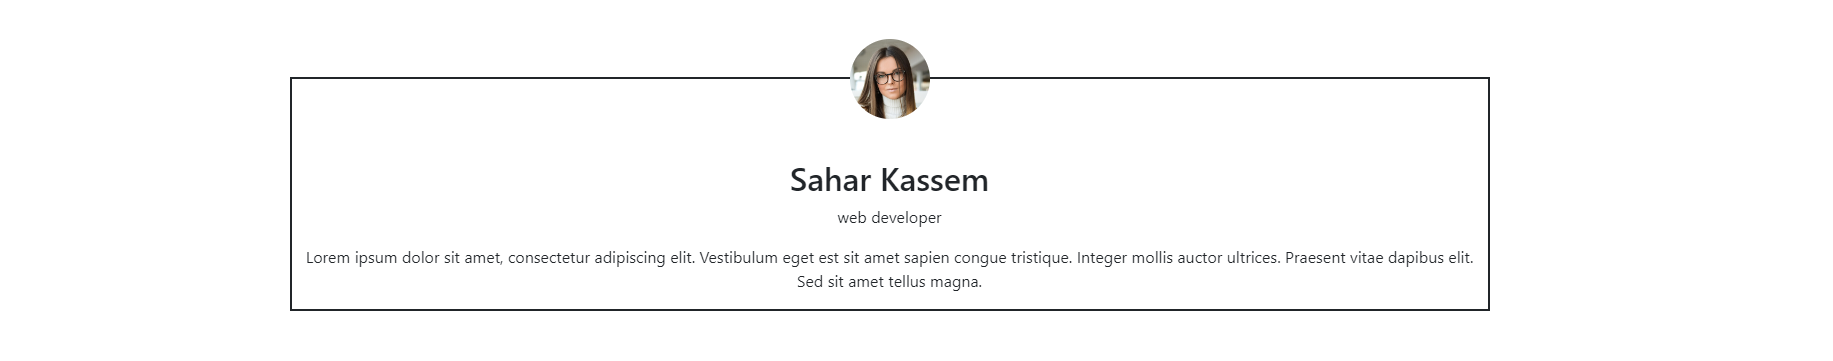 Sahar Kassem
web developer
Lorem ipsum dolor sit amet, consectetur adipiscing elit. Vestibulum eget est sit amet sapien congue tristique. Integer mollis auctor ultrices. Praesent vitae dapibus elit.
Sed sit amet tellus magna.